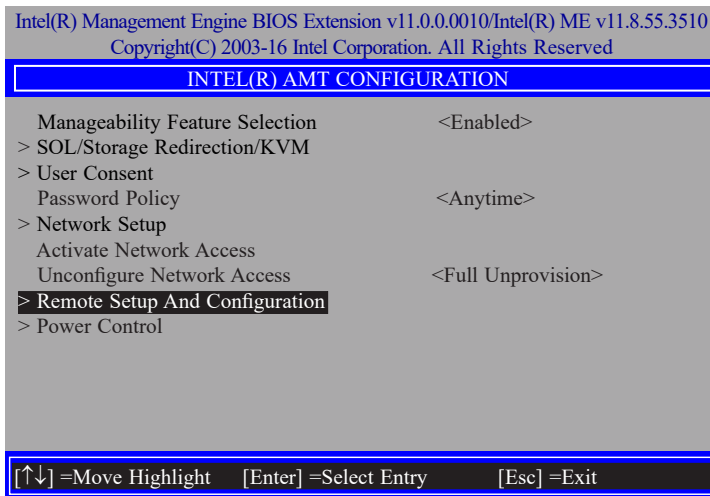 Intel(R) Management Engine BIOS Extension v11.0.0.0010/Intel(R) ME v11.8.55.3510
Copyright(C) 2003-16 Intel Corporation. All Rights Reserved
INTEL(R) AMT CONFIGURATION
Manageability Feature Selection <Enabled>
> SOL/Storage Redirection/KVM
> User Consent
Password Policy <Anytime>
> Network Setup
Activate Network Access
Unconfigure Network Access <Full Unprovision>
> Remote Setup And Configuration
> Power Control
[↑↓] =Move Highlight [Enter] =Select Entry [Esc] =Exit